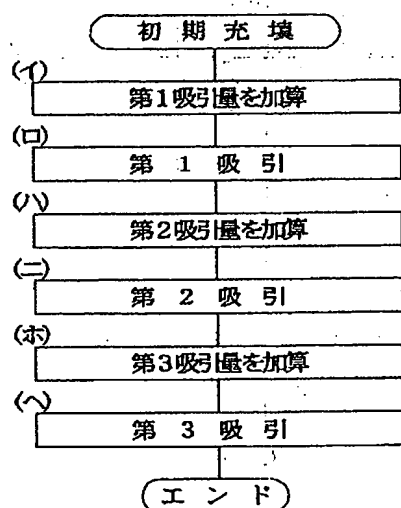 初期充填
(イ)
第1吸引量を加算
(ロ)
第1吸引
(ハ)
第2吸引量を加算
(ニ)
第2吸引
(ホ)
第3吸引量を加算
(ヘ)
第3吸引
エンド